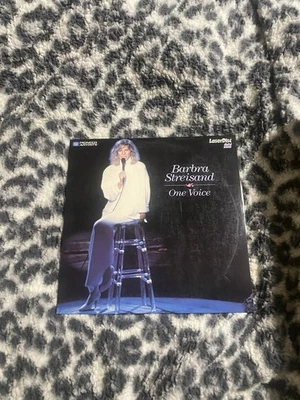 LaserDisc
Barbra
Streisand
One Voice